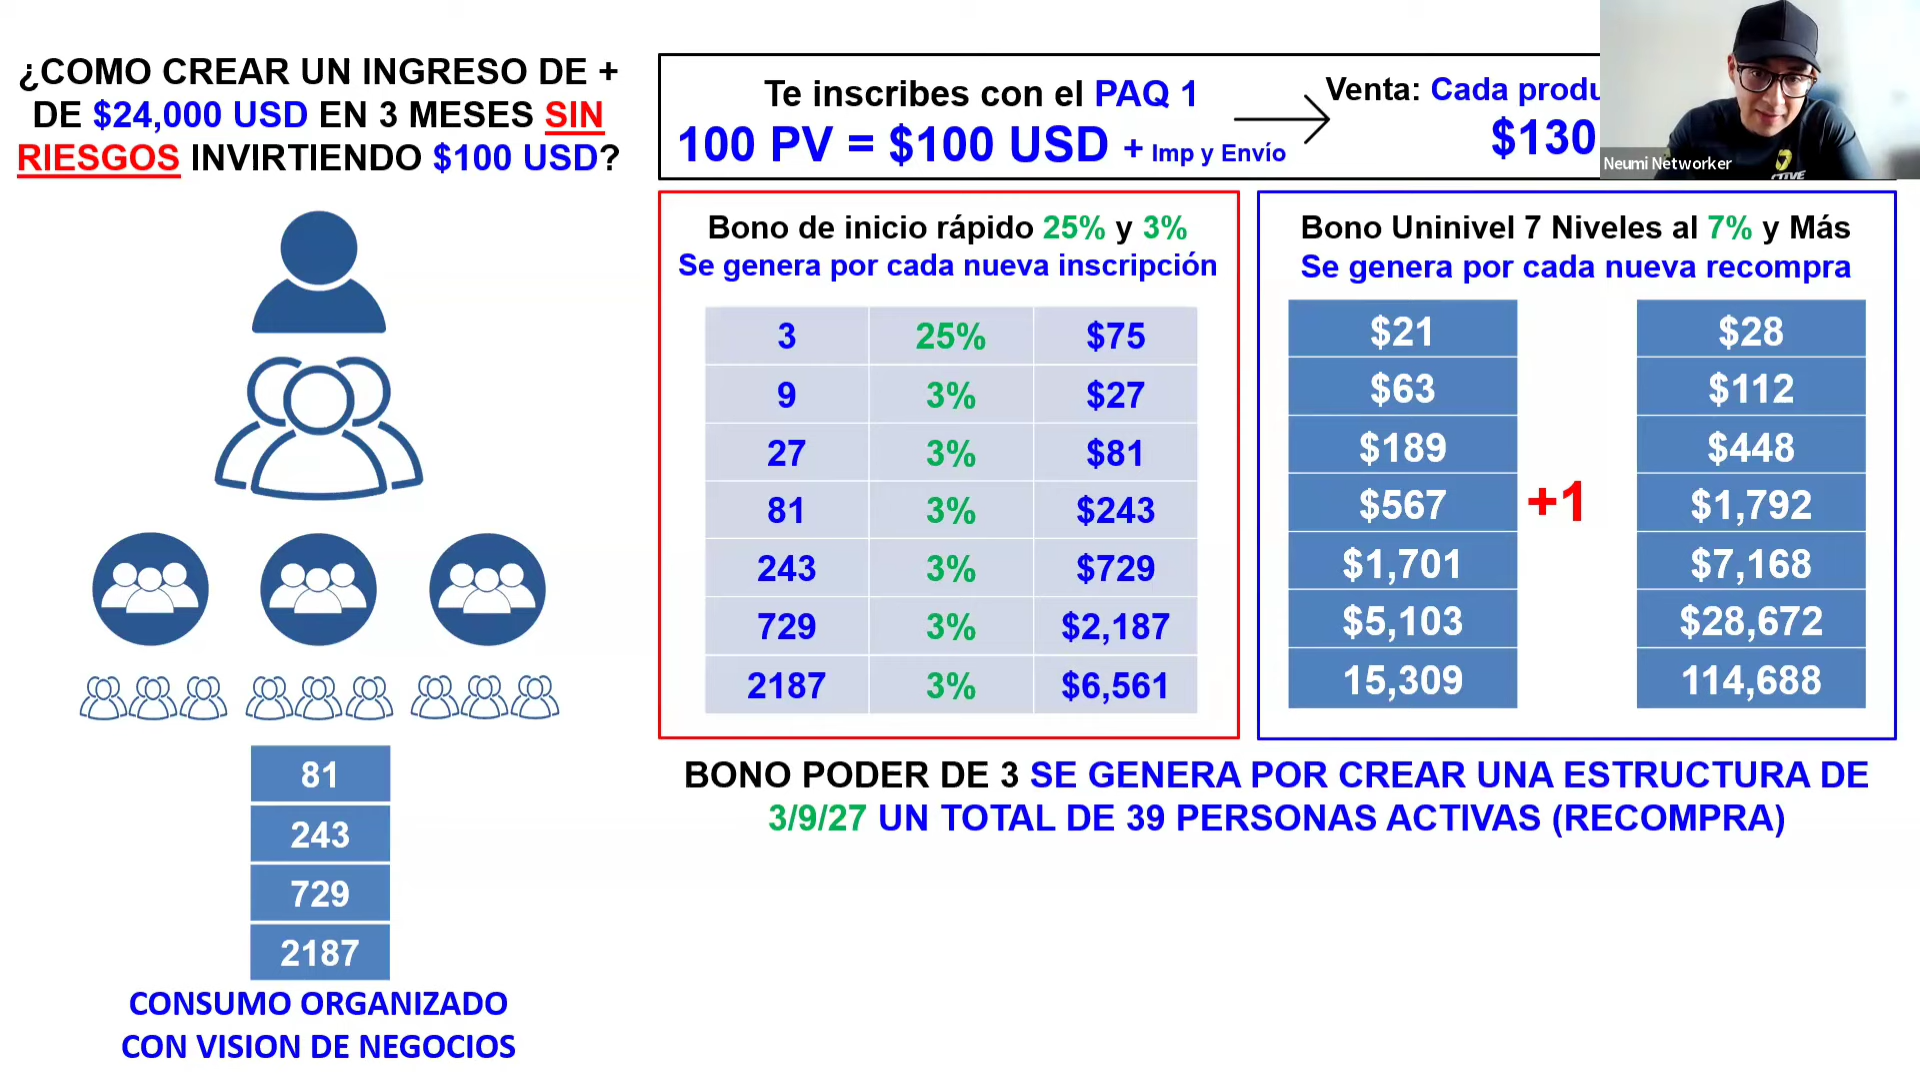 ¿COMO CREAR UN INGRESO DE +
DE $24,000 USD EN 3 MESES SIN
RIESGOS INVIRTIENDO $100 USD?
81
243
729
2187
CONSUMO ORGANIZADO
CON VISION DE NEGOCIOS
Te inscribes con el PAQ 1
100 PV = $100 USD + Imp y Envío
Venta: Cada
$130
Neumi Networker
Bono de inicio rápido 25% y 3%
Se genera por cada nueva inscripción
3 25% $75
9 3% $27
27 3% $81
81 3% $243
243 3% $729
729 3% $2,187
2187 3% $6,561
Bono Uninivel 7 Niveles al 7% y Más
Se genera por cada nueva recompra
$21 $28
$63 $112
$189 $448
$567 +1 $1,792
$1,701 $7,168
$5,103 $28,672
15,309 114,688
BONO PODER DE 3 SE GENERA POR CREAR UNA ESTRUCTURA DE
3/9/27 UN TOTAL DE 39 PERSONAS ACTIVAS (RECOMPRA)